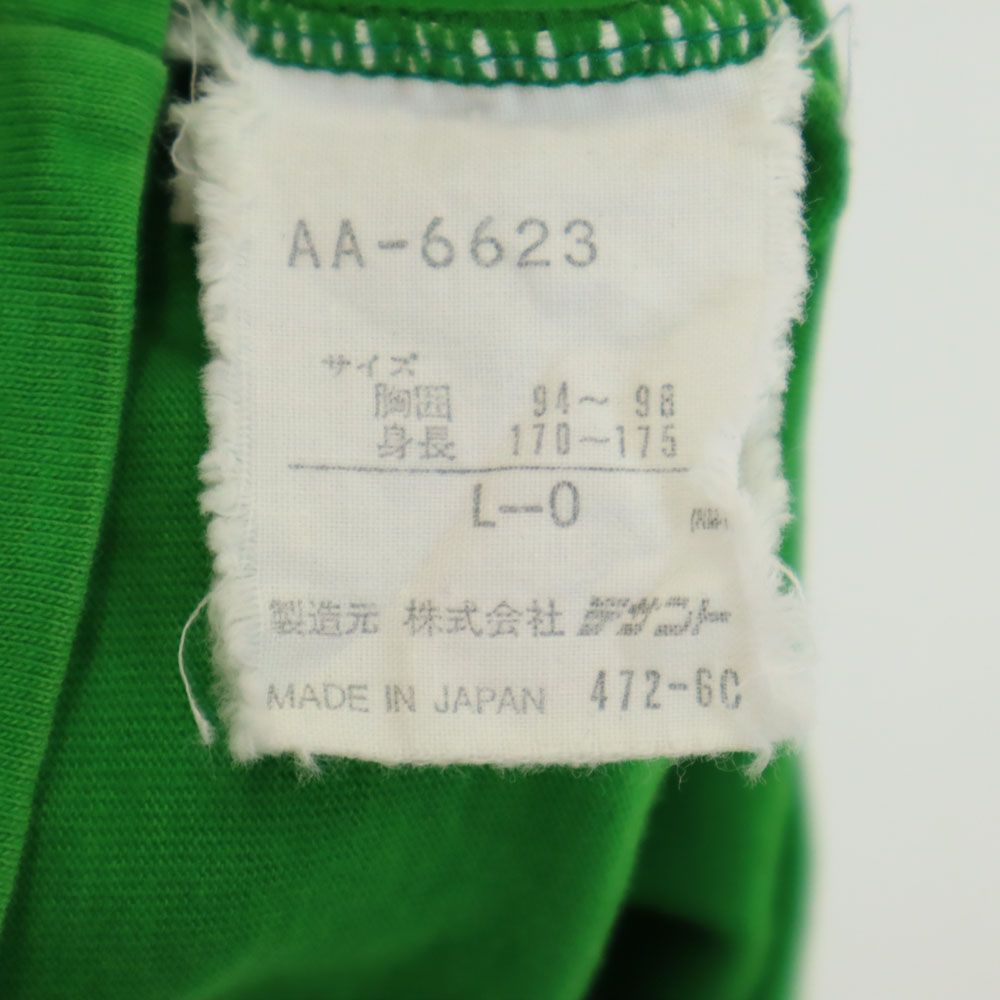 AA-6623
サイズ
胸囲 94〜98
身長 170〜175
L--O
製造元 株式会社 デサント
MADE IN JAPAN 472-6C